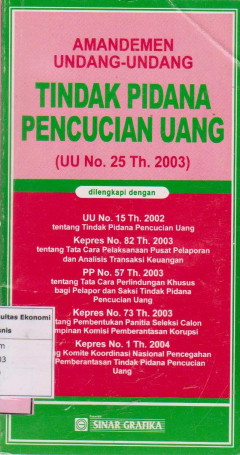 AMANDEMEN
UNDANG-UNDANG
TINDAK PIDANA
PENCUCIAN UANG
(UU No. 25 Th. 2003)
dilengkapi dengan
UU No. 15 Th. 2002
tentang Tindak Pidana Pencucian Uang
Kepres No. 82 Th. 2003
tentang Tata Cara Pelaksanaan Pusat Pelaporan
dan Analisis Transaksi Keuangan
PP No. 57 Th. 2003
tentang Tata Cara Perlindungan Khusus
bagi Pelapor dan Saksi Tindak Pidana
Pencucian Uang
Kepres No. 73 Th. 2003
tang Pembentukan Panitia Seleksi Calon
mpinan Komisi Pemberantasan Korupsi
Kepres No. 1 Th. 2004
ng Komite Koordinasi Nasional Pencegahan
Pemberantasan Tindak Pidana Pencucian
Uang
ultas Ekonomi
snis
m
03
SINAR GRAFIKA